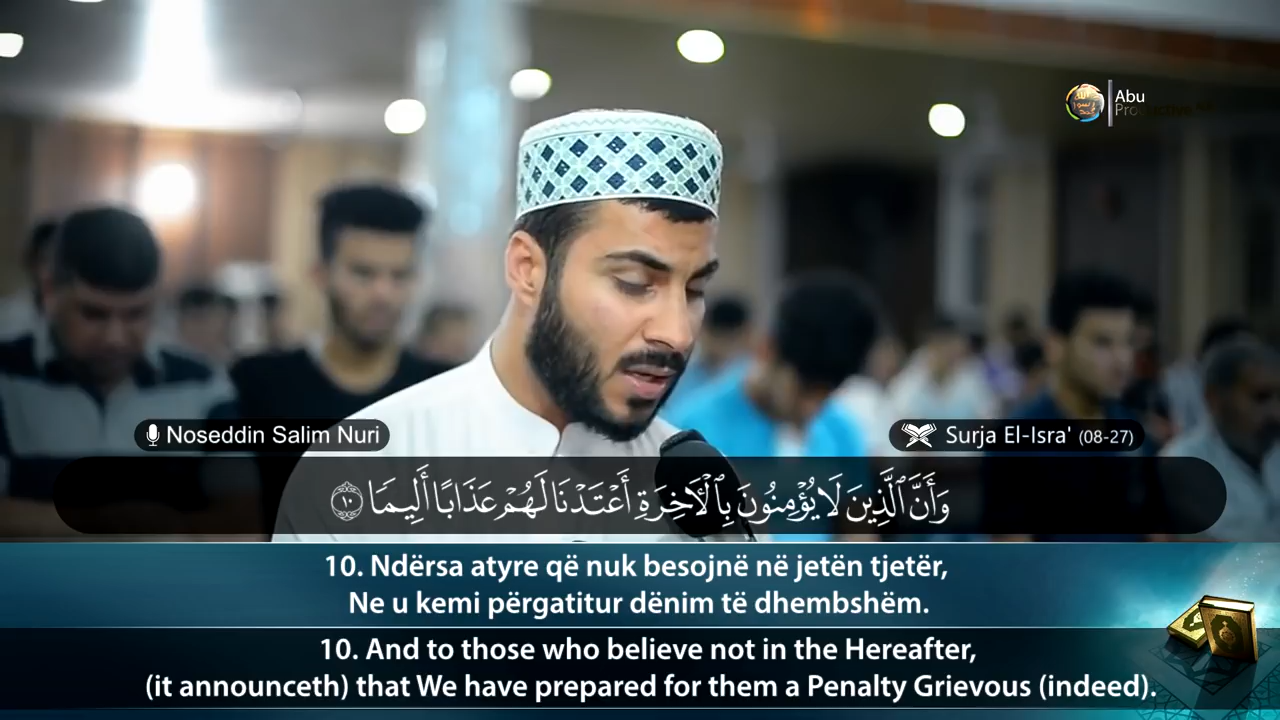 Abu
Noseddin Salim Nuri
Surja El-Isra' (08-27)
وَأَنَّ ٱلَّذِينَ لَا يُؤْمِنُونَ بِٱلْءَاخِرَةِ أَعْتَدْنَا لَهُمْ عَذَابًا أَلِيمًا ١٠
10. Ndërsa atyre që nuk besojnë në jetën tjetër,
Ne u kemi përgatitur dënim të dhembshëm.
10. And to those who believe not in the Hereafter,
(it announceth) that We have prepared for them a Penalty Grievous (indeed).